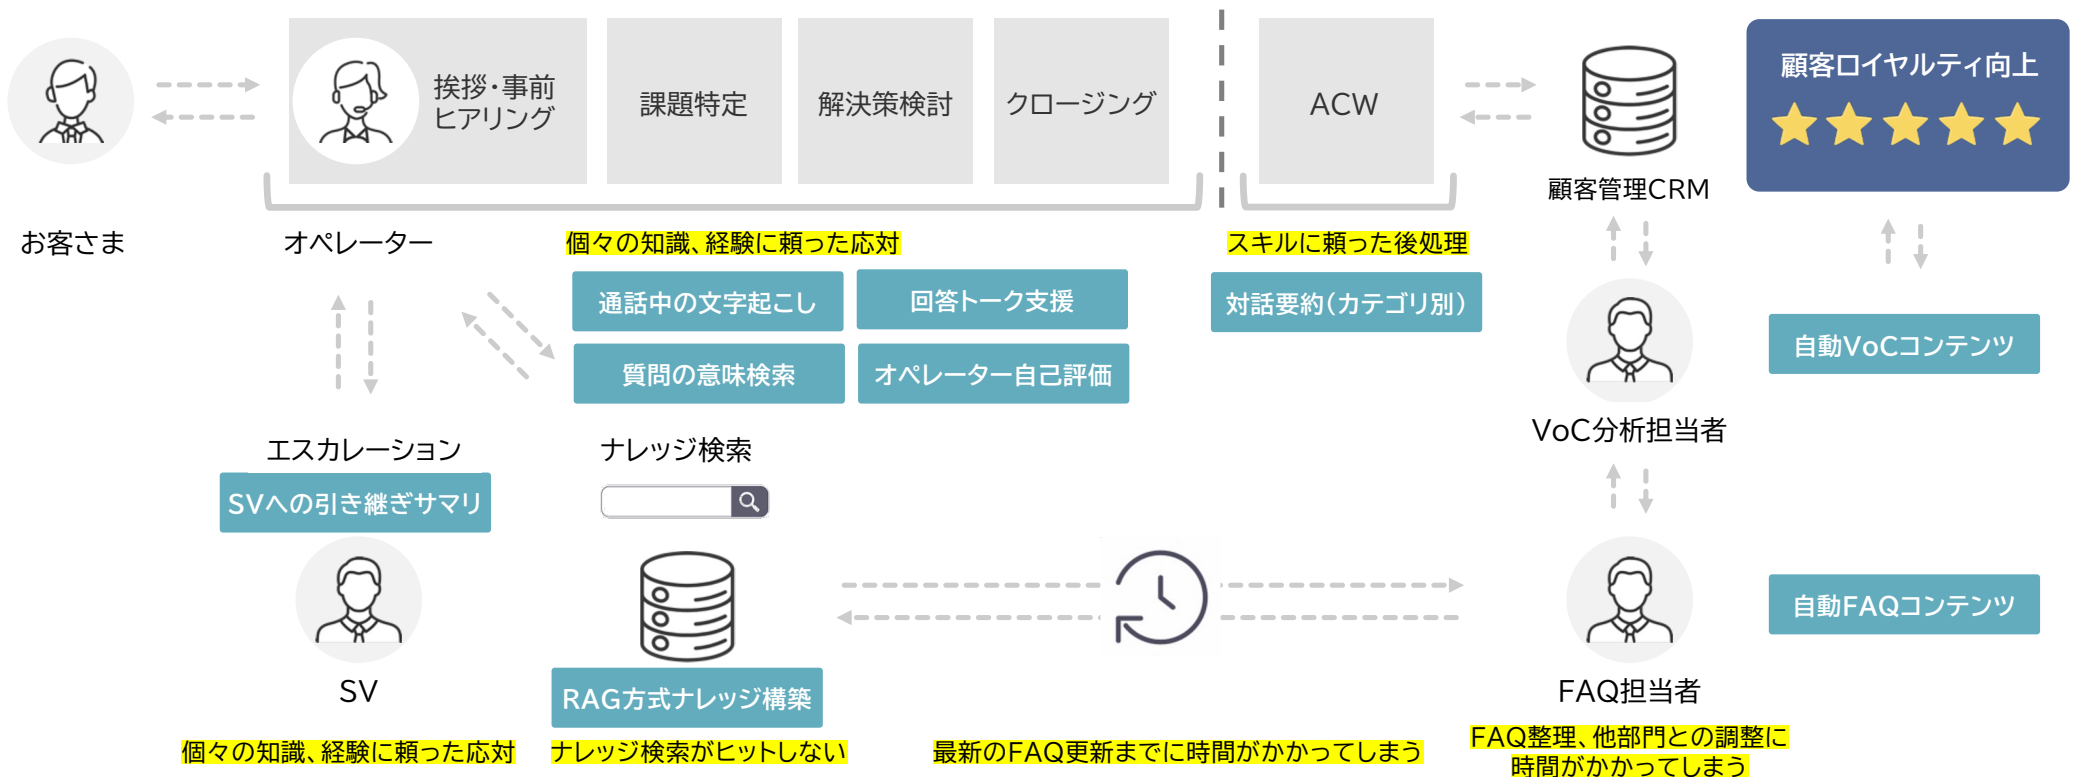 挨拶・事前
ヒアリング
課題特定
解決策検討
クロージング
ACW
顧客管理CRM
顧客ロイヤルティ向上
お客さま
オペレーター
個々の知識、経験に頼った応対
スキルに頼った後処理
通話中の文字起こし
回答トーク支援
対話要約(カテゴリ別)
質問の意味検索
オペレーター自己評価
自動VoCコンテンツ
VoC分析担当者
エスカレーション
ナレッジ検索
SVへの引き継ぎサマリ
自動FAQコンテンツ
SV
RAG方式ナレッジ構築
FAQ担当者
個々の知識、経験に頼った応対
ナレッジ検索がヒットしない
最新のFAQ更新までに時間がかかってしまう
FAQ整理、他部門との調整に
時間がかかってしまう